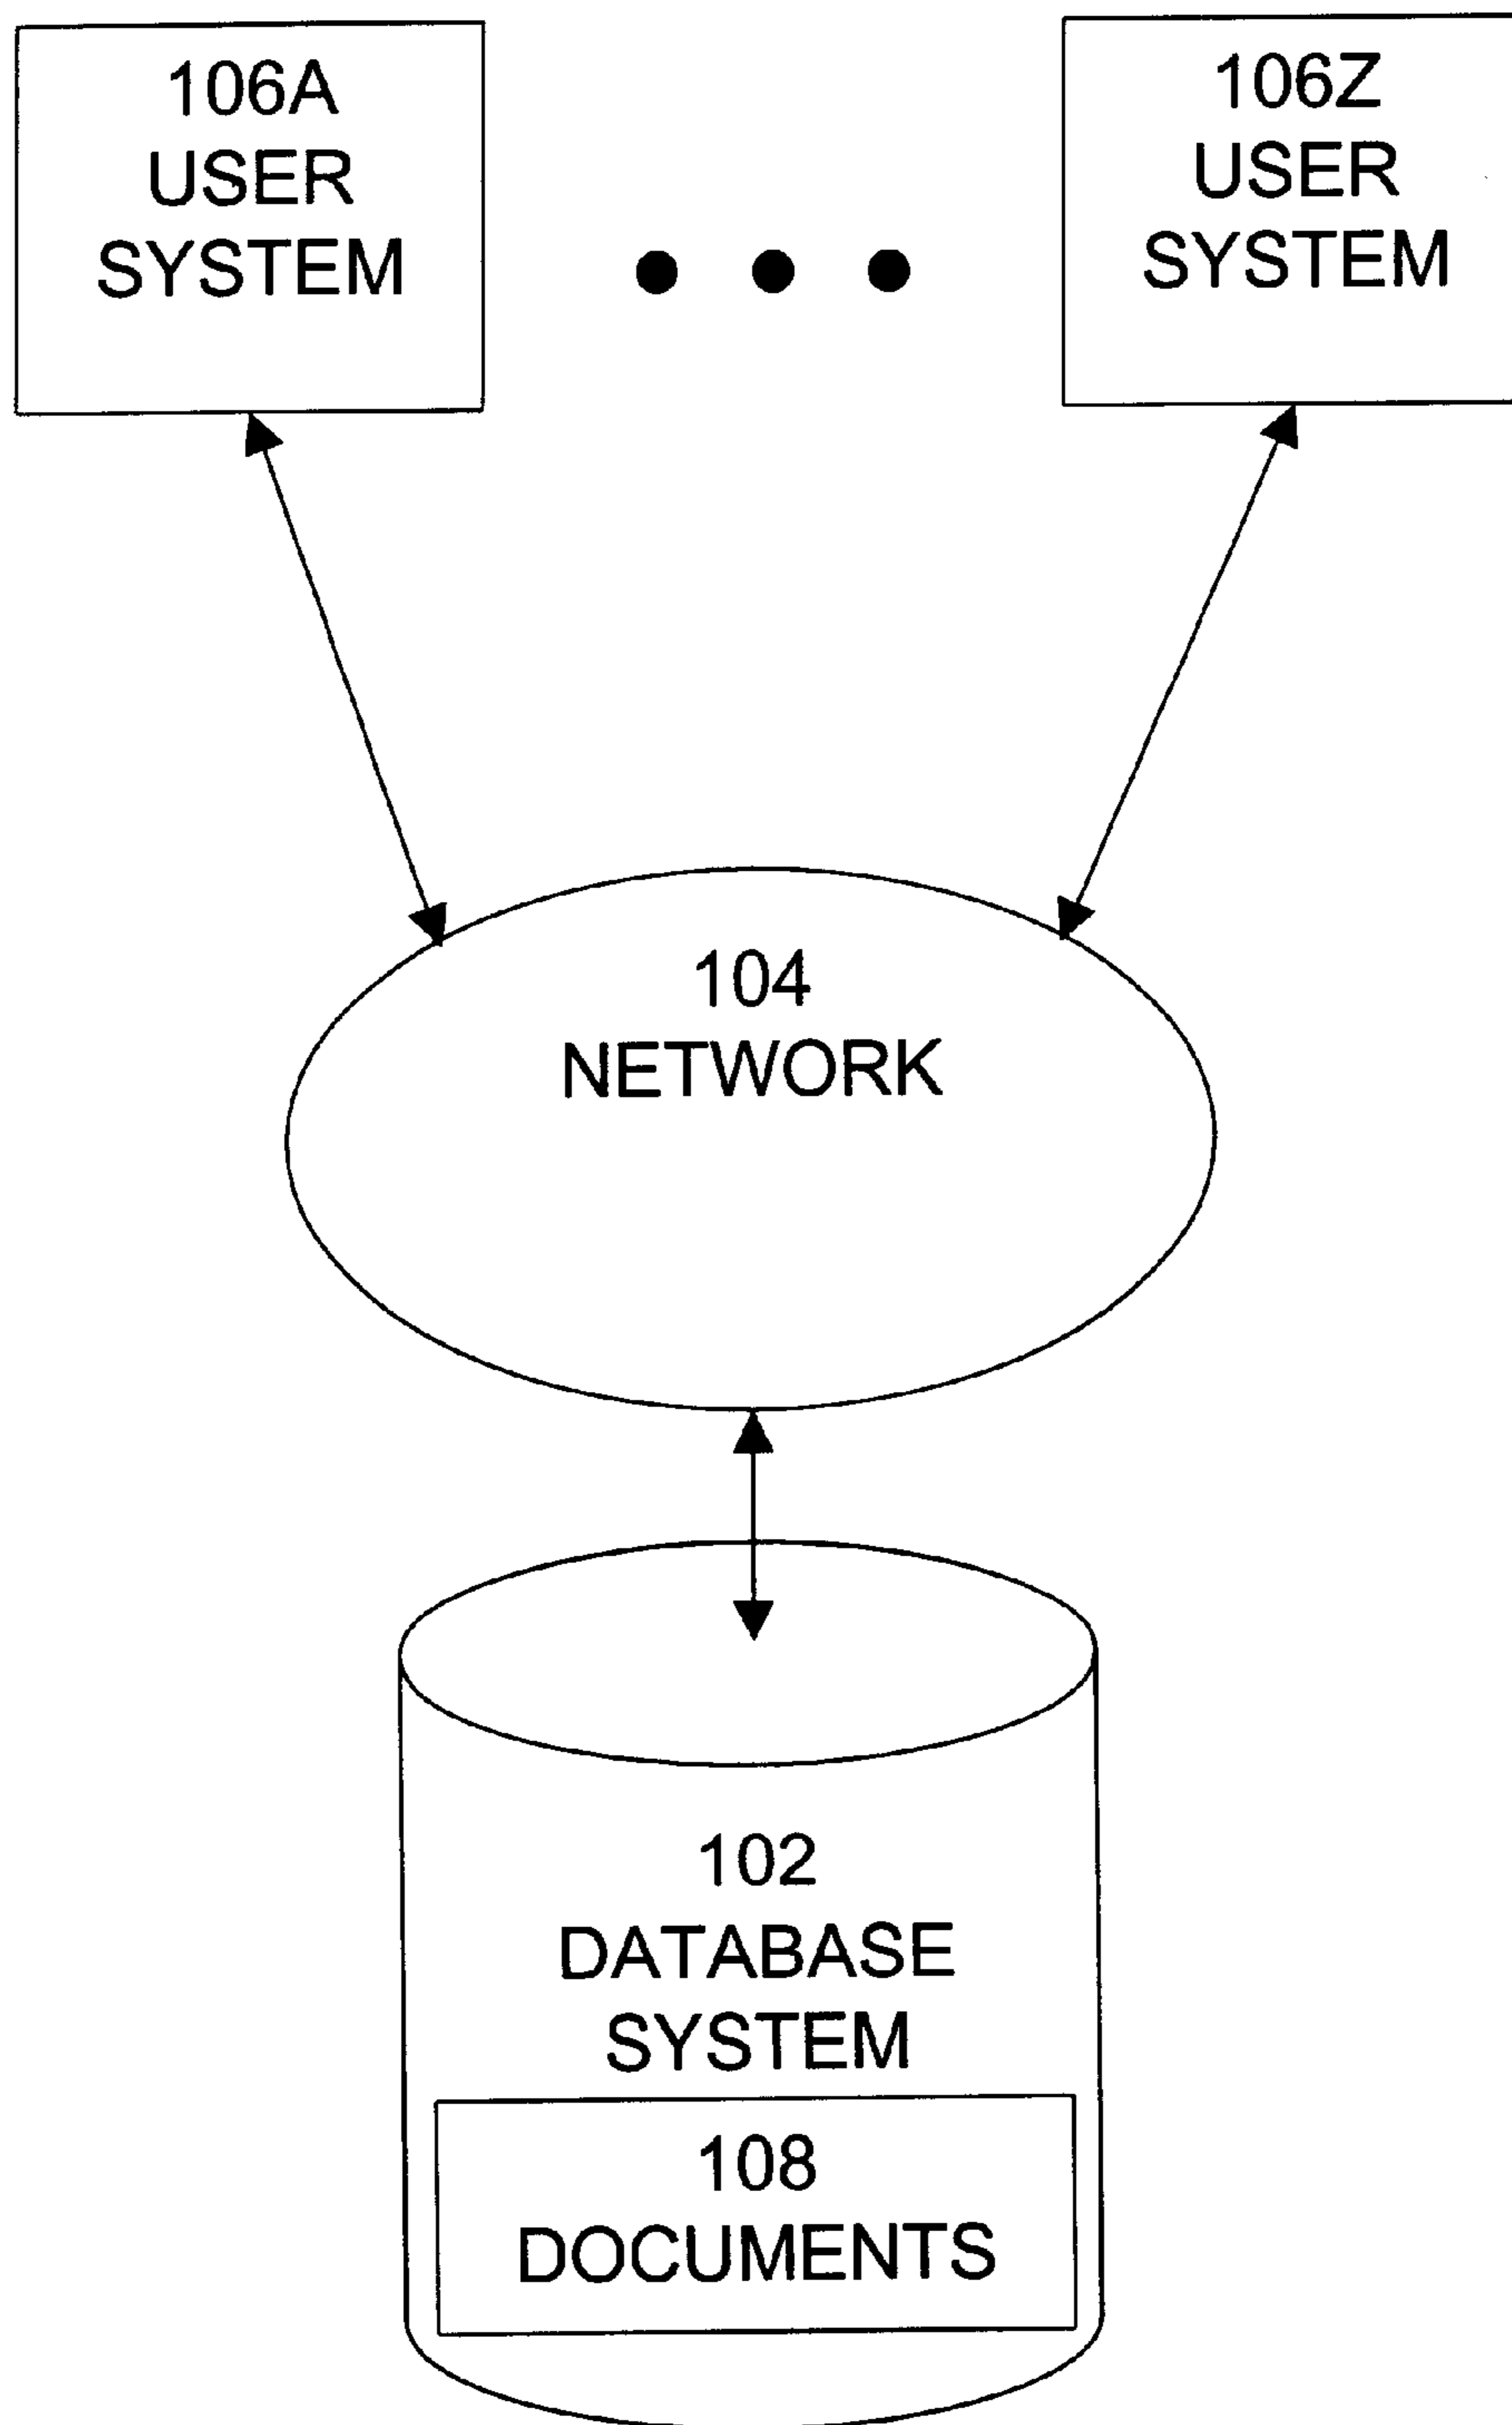 106A
USER
SYSTEM
106Z
USER
SYSTEM
104
NETWORK
102
DATABASE
SYSTEM
108
DOCUMENTS